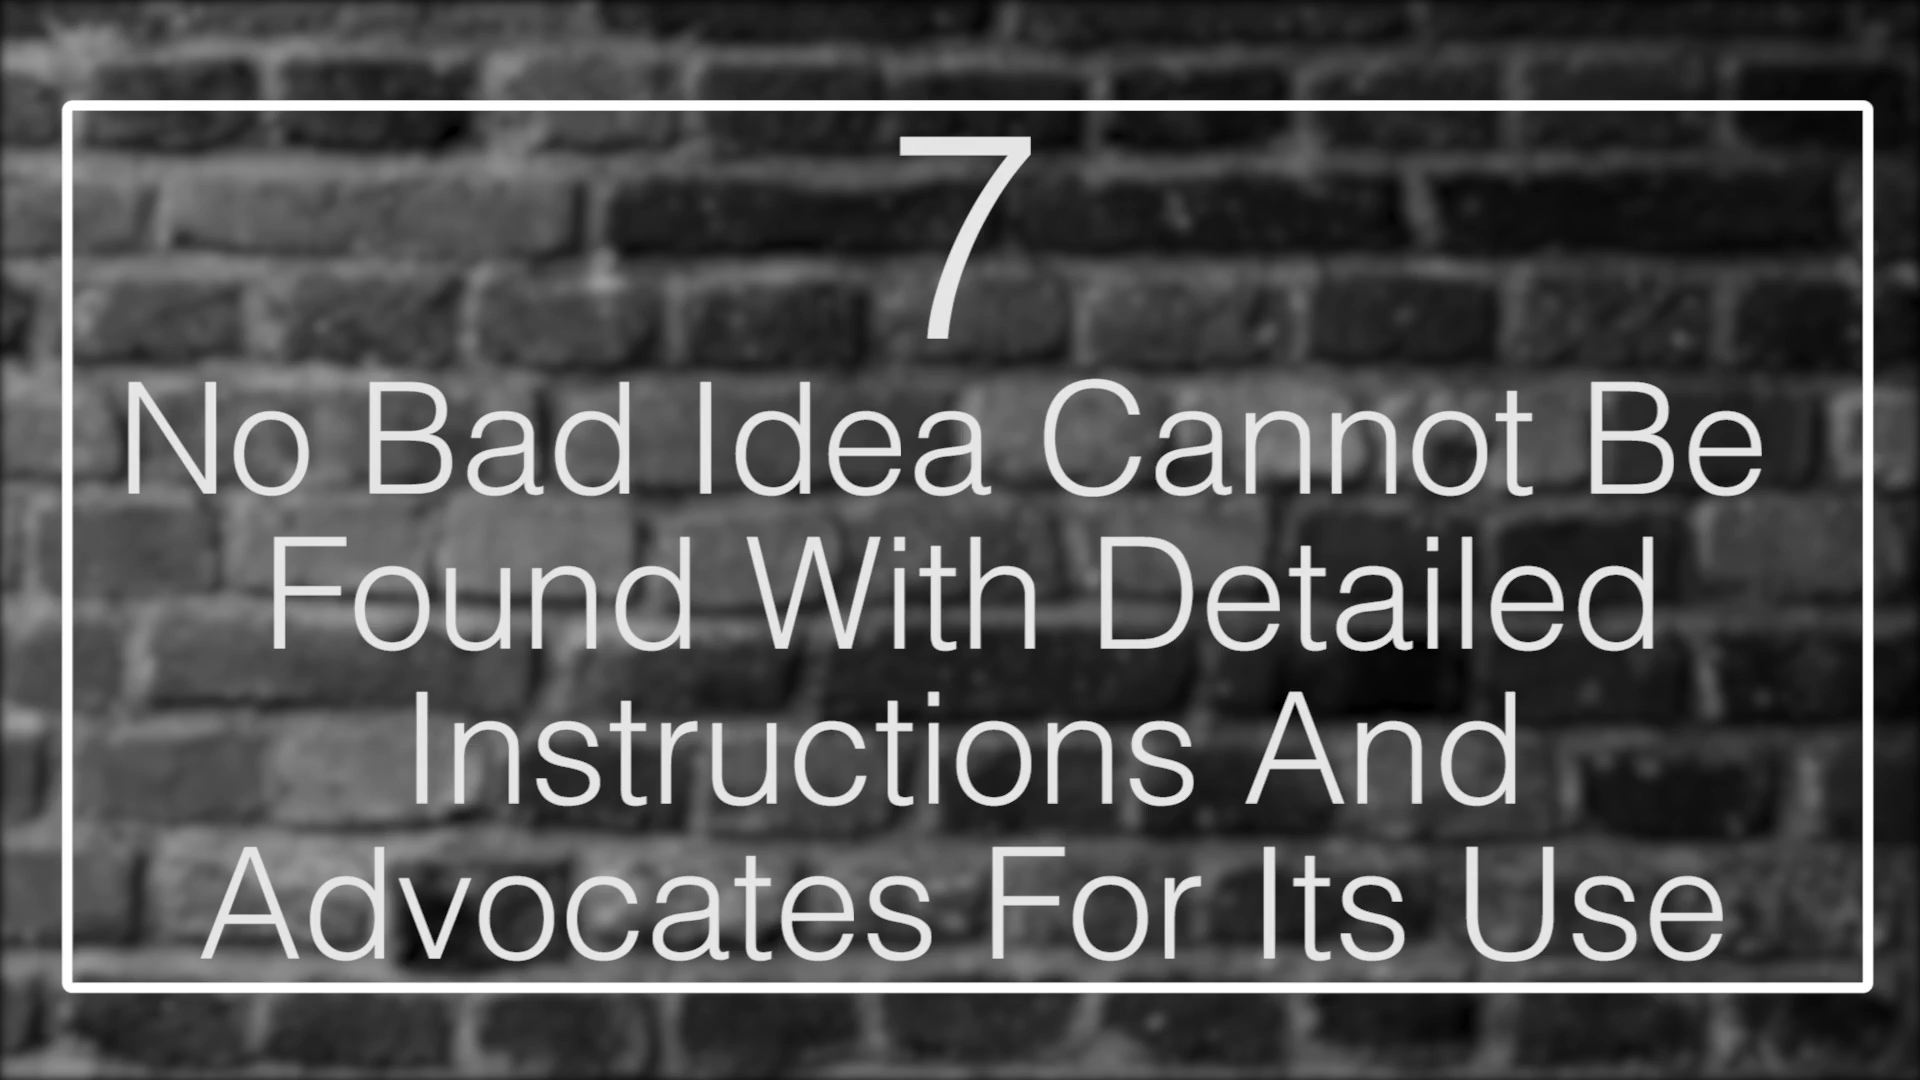 7
No Bad Idea Cannot Be
Found With Detailed
Instructions And
Advocates For Its Use